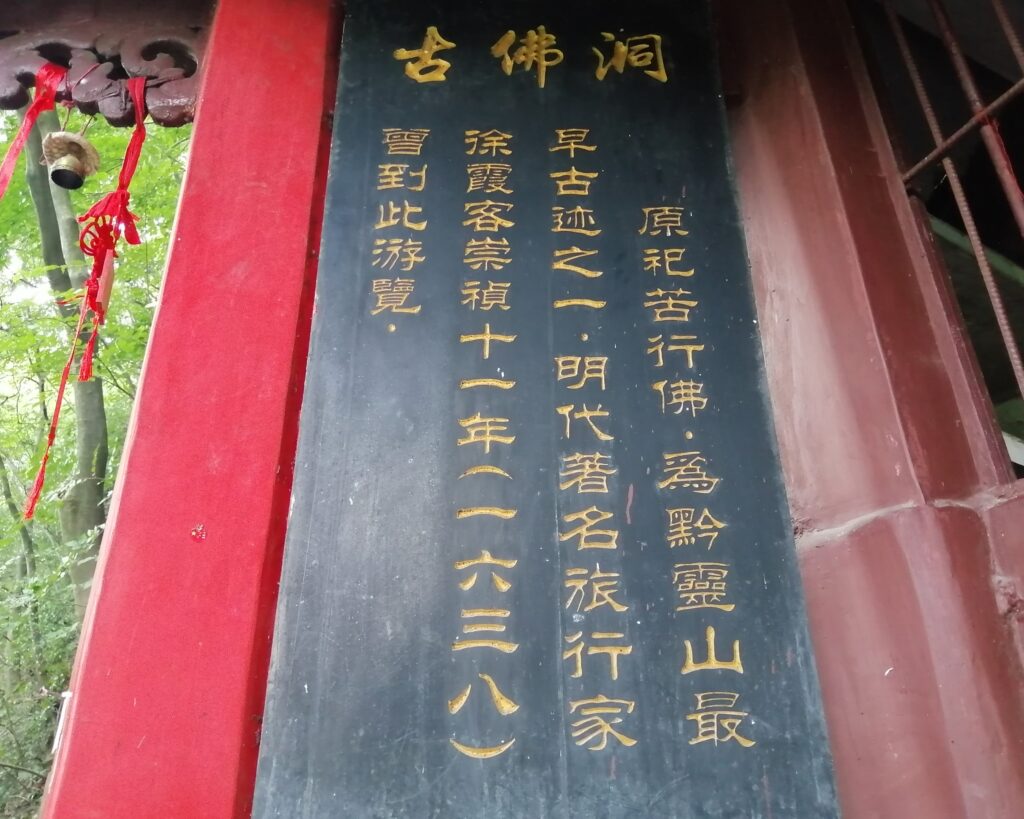 古佛洞
原祀苦行佛.為黔靈山最
早古迹之一.明代著名旅行家
徐霞客崇禎十一年(一六三八)
曾到此游覽.